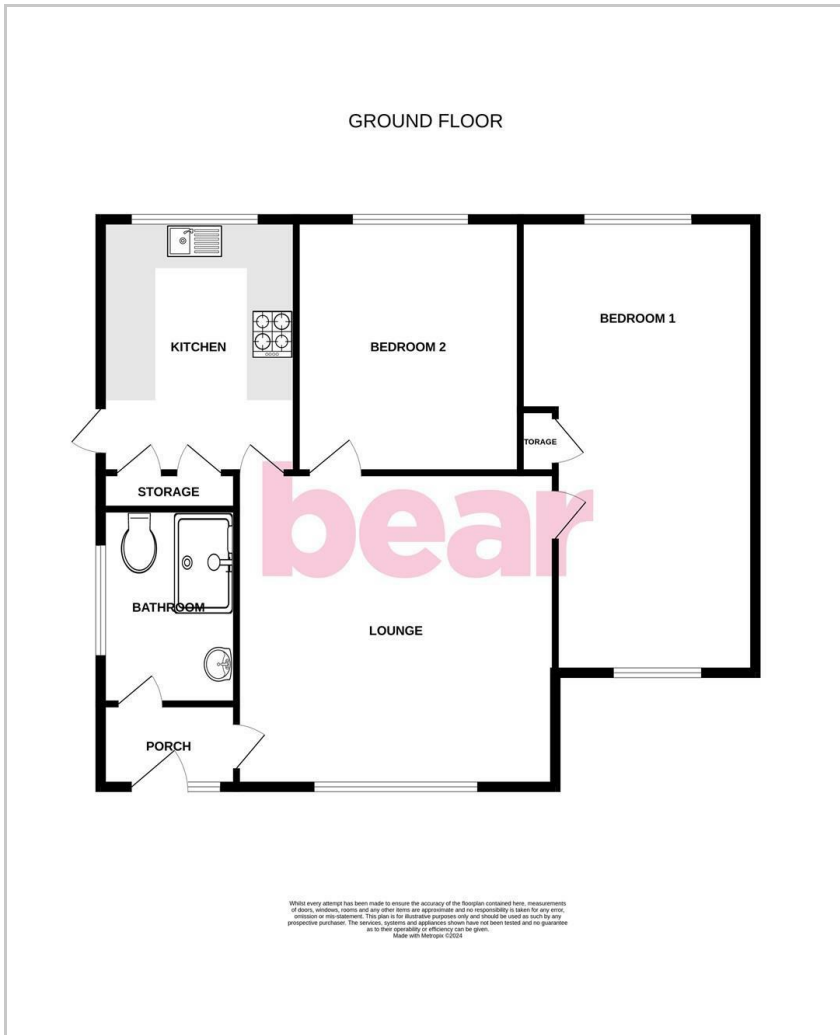 GROUND FLOOR
KITCHEN
BEDROOM 2
BEDROOM 1
TORAGE
STORAGE
bear
BATHROOM
LOUNGE
PORCH
Whilst every attempt has been made to ensure the accuracy of the floorplan contained here, measurements
of doors, windows, rooms and any other items are approximate and no responsibility is taken for any error,
omission or mis-statement. This plan is for illustrative purposes only and should be used as such by any
prospective purchaser. The services, systems and appliances shown have not been tested and no guarantee
as to their operability or efficiency can be given.
Made with Metropix ©2024